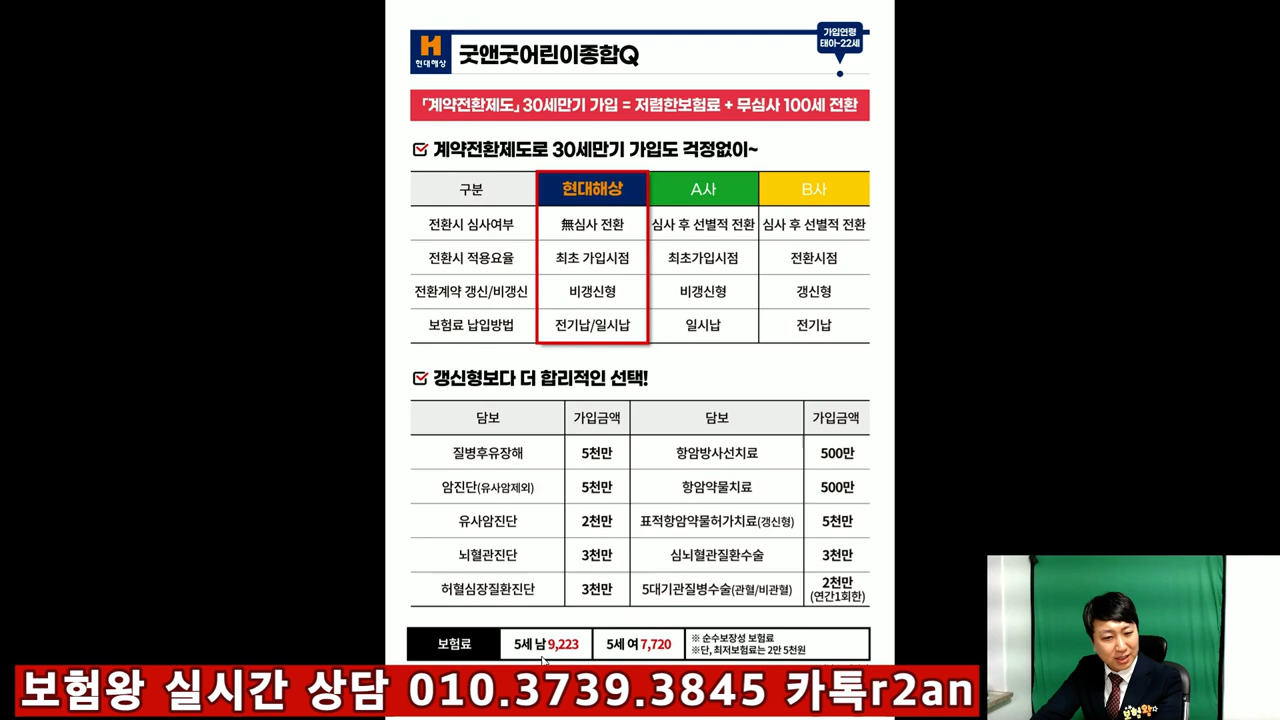 현대해상
굿앤굿어린이종합Q
가입연령
태아~22세
「계약전환제도」 30세만기 가입 = 저렴한보험료 + 무심사 100세 전환
계약전환제도로 30세만기 가입도 걱정없이~
구분 현대해상 A사 B사
전환시 심사여부 無심사 전환 심사 후 선별적 전환 심사 후 선별적 전환
전환시 적용요율 최초 가입시점 최초가입시점 전환시점
전환계약 갱신/비갱신 비갱신형 비갱신형 갱신형
보험료 납입방법 전기납/일시납 일시납 전기납
갱신형보다 더 합리적인 선택!
담보 가입금액 담보 가입금액
질병후유장해 5천만 항암방사선치료 500만
암진단(유사암제외) 5천만 항암약물치료 500만
유사암진단 2천만 표적항암약물허가치료(갱신형) 5천만
뇌혈관진단 3천만 심뇌혈관질환수술 3천만
허혈심장질환진단 3천만 5대기관질병수술(관혈/비관혈) 2천만
(연간1회한)
보험료 5세 남 9,223 5세 여 7,720 ※ 순수보장성 보험료
※단, 최저보험료는 2만 5천원
보험왕 실시간 상담 010.3739.3845 카톡r2an
보험왕